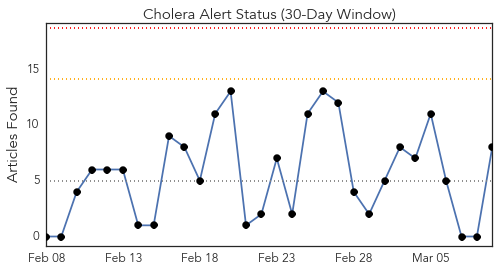 Cholera Alert Status (30-Day Window)
Articles Found
15
10
5
0
Feb 08 Feb 13 Feb 18 Feb 23 Feb 28 Mar 05